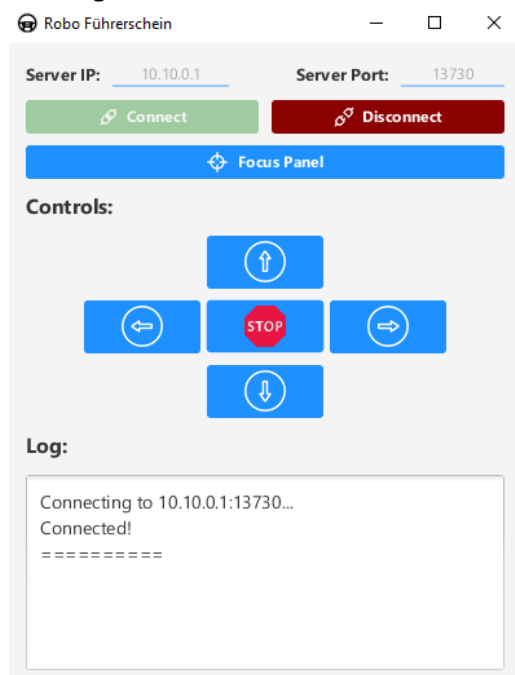 Robo Führerschein
Server IP: 10.10.0.1 Server Port: 13730
Connect Disconnect
Focus Panel
Controls:
STOP
Log:
Connecting to 10.10.0.1:13730...
Connected!
==========